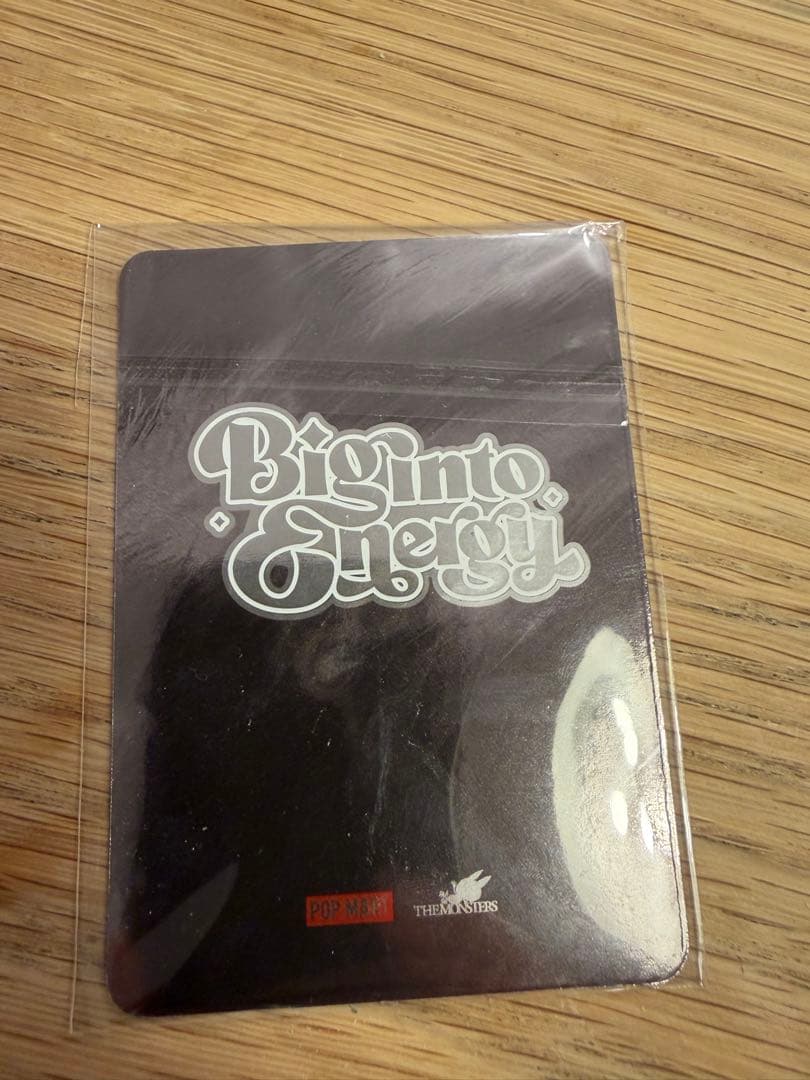 Big into
Energy
POP MART
THE MONSTERS